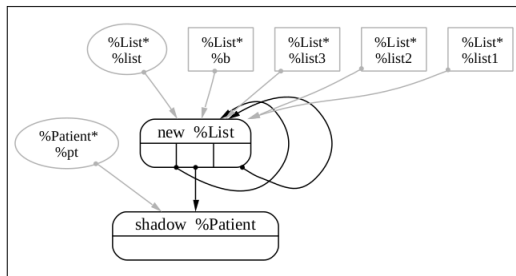 %List*
%list
%List*
%b
%List*
%list3
%List*
%list2
%List*
%list1
%Patient*
%pt
new %List
shadow %Patient